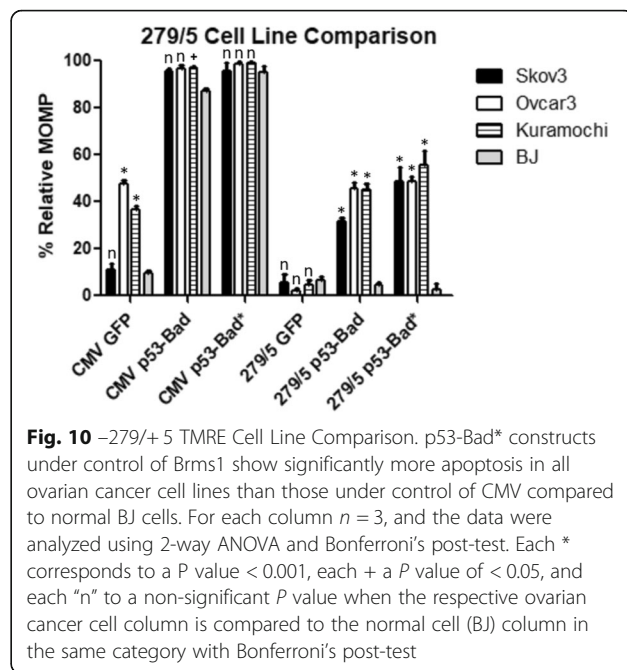 279/5 Cell Line Comparison
% Relative MOMP
100
80
60
40
20
0
n
*
*
n
n
+
n
n
n
n
n
n
*
*
*
*
*
*
CMV GFP
CMV p53-Bad
CMV p53-Bad*
279/5 GFP
279/5 p53-Bad
279/5 p53-Bad*
Skov3
Ovcar3
Kuramochi
BJ
Fig. 10 –279/+ 5 TMRE Cell Line Comparison. p53-Bad* constructs
under control of Brms1 show significantly more apoptosis in all
ovarian cancer cell lines than those under control of CMV compared
to normal BJ cells. For each column n = 3, and the data were
analyzed using 2-way ANOVA and Bonferroni's post-test. Each *
corresponds to a P value < 0.001, each + a P value of < 0.05, and
each "n" to a non-significant P value when the respective ovarian
cancer cell column is compared to the normal cell (BJ) column in
the same category with Bonferroni's post-test